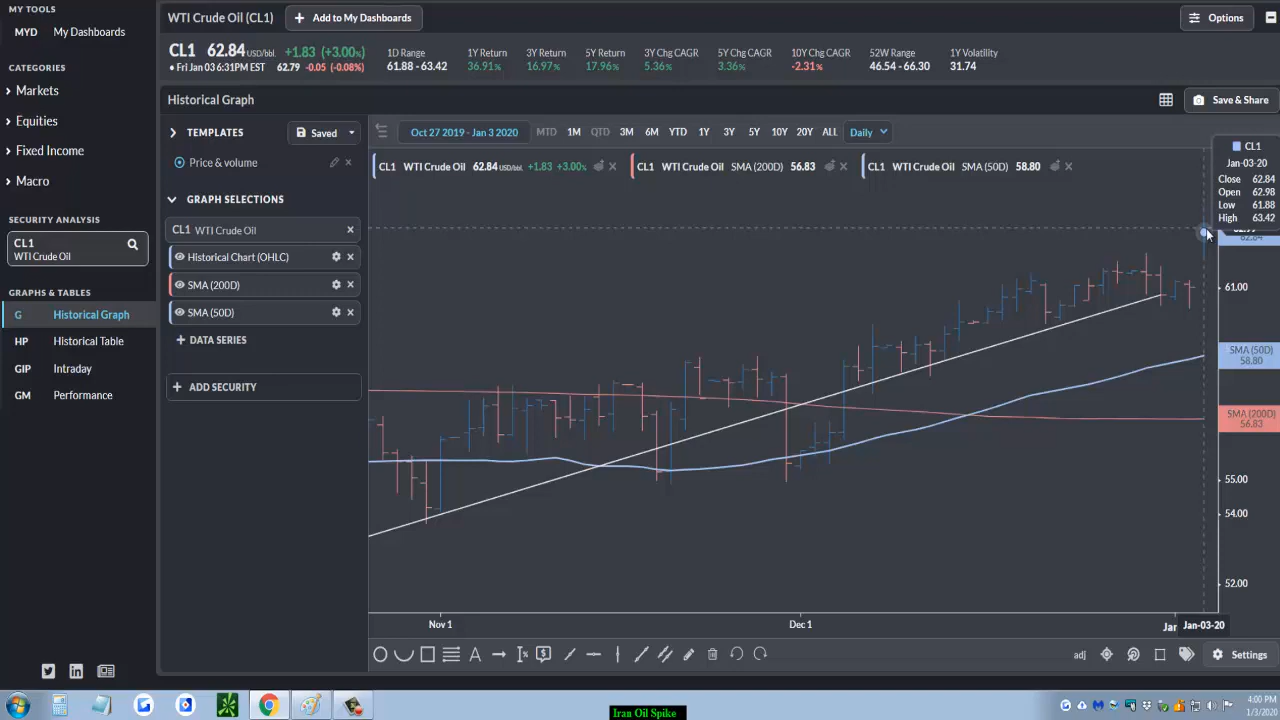 MY TOOLS
MYD My Dashboards
CATEGORIES
Markets
Equities
Fixed Income
Macro
SECURITY ANALYSIS
CL1
WTI Crude Oil
GRAPHS & TABLES
G Historical Graph
HP Historical Table
GIP Intraday
GM Performance
WTI Crude Oil (CL1) + Add to My Dashboards Options
CL1 62.84 USD/bbl. +1.83 (+3.00%)
• Fri Jan 03 6:31PM EST 62.79 -0.05 (-0.08%)
1D Range
61.88 - 63.42
1Y Return
36.91%
3Y Return
16.97%
5Y Return
17.96%
3Y Chg CAGR
5.36%
5Y Chg CAGR
3.36%
10Y Chg CAGR
-2.31%
52W Range
46.54 - 66.30
1Y Volatility
31.74
Historical Graph Save & Share
TEMPLATES Saved
Price & volume
GRAPH SELECTIONS
CL1 WTI Crude Oil
Historical Chart (OHLC)
SMA (200D)
SMA (50D)
+ DATA SERIES
+ ADD SECURITY
Oct 27 2019 - Jan 3 2020 MTD 1M QTD 3M 6M YTD 1Y 3Y 5Y 10Y 20Y ALL Daily
CL1 WTI Crude Oil 62.84 USD/bbl. +1.83 +3.00%
CL1 WTI Crude Oil SMA (200D) 56.83
CL1 WTI Crude Oil SMA (50D) 58.80
CL1
Jan-03-20
Close 62.84
Open 62.98
Low 61.88
High 63.42
61.00
SMA (50D)
58.80
SMA (200D)
56.83
55.00
54.00
52.00
Nov 1 Dec 1 Jan Jan-03-20
adj Settings
Iran Oil Spike
4:00 PM
1/3/2020